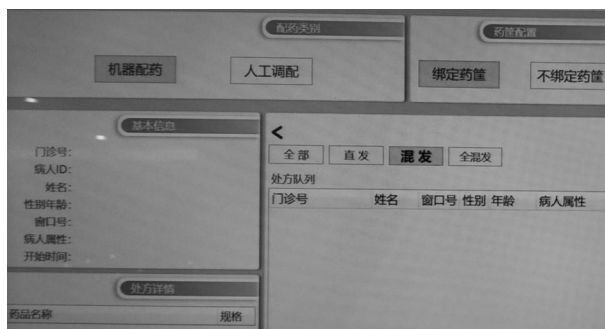 配药类别
药筐配置
机器配药 人工调配 绑定药筐 不绑定药筐
基本信息
门诊号:
病人ID:
姓名:
性别年龄:
窗口号:
病人属性:
开始时间:
<
全部 直发 混发 全混发
处方队列
门诊号 姓名 窗口号 性别 年龄 病人属性
处方详情
药品名称 规格